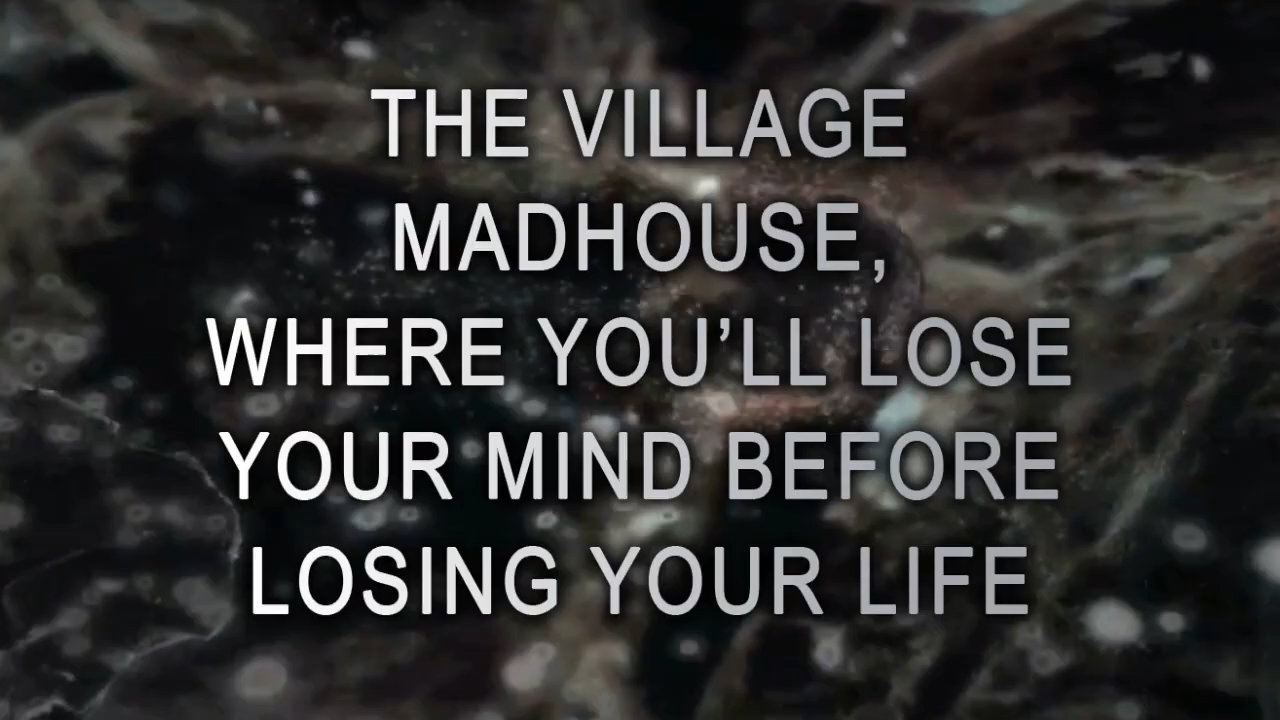 THE VILLAGE
MADHOUSE,
WHERE YOU’LL LOSE
YOUR MIND BEFORE
LOSING YOUR LIFE